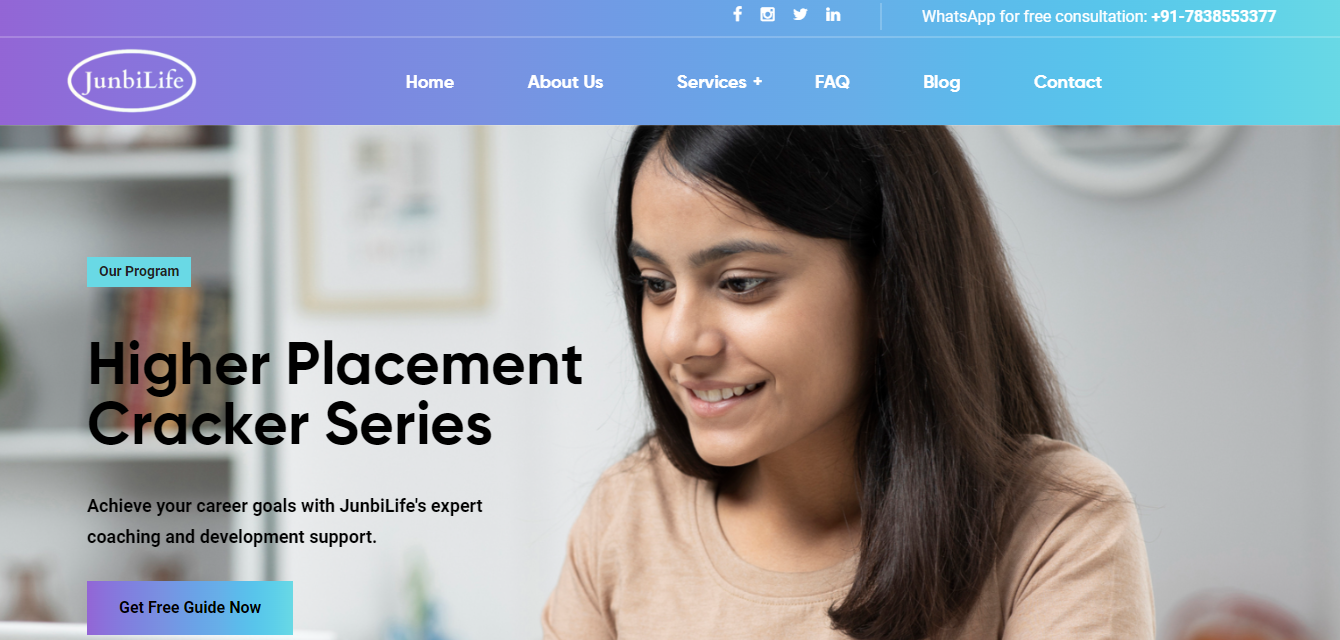 WhatsApp for free consultation: +91-7838553377
JunbiLife
Home About Us Services + FAQ Blog Contact
Our Program
Higher Placement
Cracker Series
Achieve your career goals with JunbiLife's expert
coaching and development support.
Get Free Guide Now